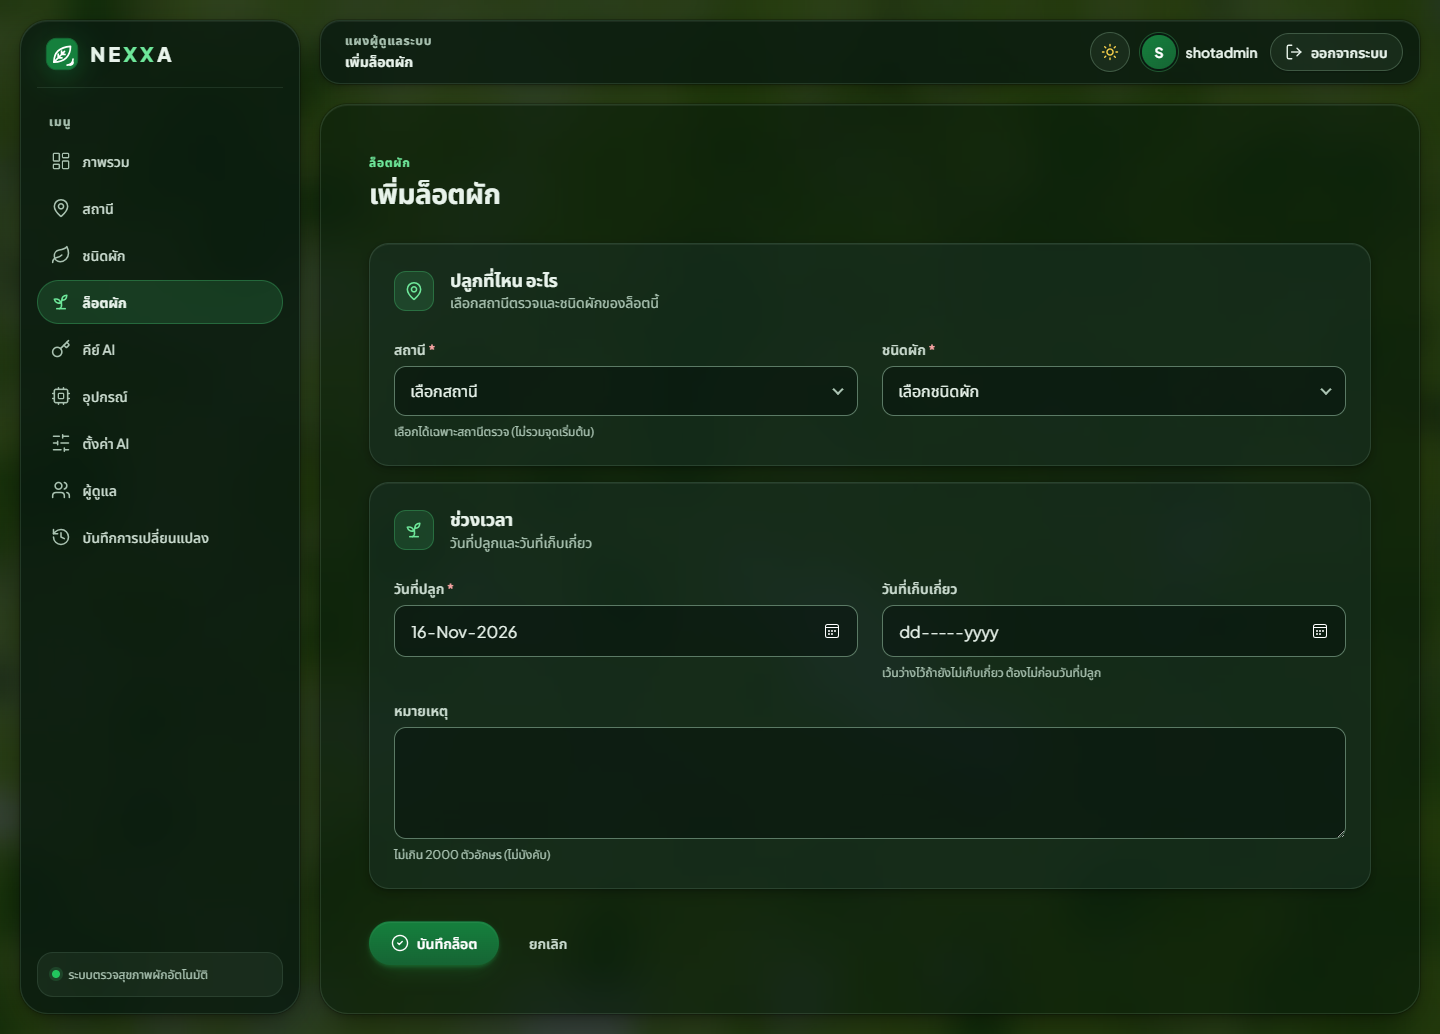 NEXXA
เมนู
ภาพรวม
สถานี
ชนิดผัก
ล็อตผัก
คีย์ AI
อุปกรณ์
ตั้งค่า AI
ผู้ดูแล
บันทึกการเปลี่ยนแปลง
ระบบตรวจสุขภาพผักอัตโนมัติ
แผงผู้ดูแลระบบ
เพิ่มล็อตผัก
S shotadmin ออกจากระบบ
ล็อตผัก
เพิ่มล็อตผัก
ปลูกที่ไหน อะไร
เลือกสถานีตรวจและชนิดผักของล็อตนี้
สถานี * ชนิดผัก *
เลือกสถานี เลือกชนิดผัก
เลือกได้เฉพาะสถานีตรวจ (ไม่รวมจุดเริ่มต้น)
ช่วงเวลา
วันที่ปลูกและวันที่เก็บเกี่ยว
วันที่ปลูก * วันที่เก็บเกี่ยว
16-Nov-2026 dd-----yyyy
เว้นว่างไว้ถ้ายังไม่เก็บเกี่ยว ต้องไม่ก่อนวันที่ปลูก
หมายเหตุ
ไม่เกิน 2000 ตัวอักษร (ไม่บังคับ)
บันทึกล็อต ยกเลิก